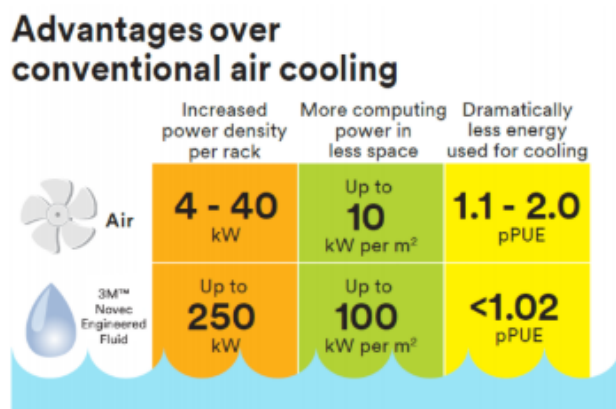 Advantages over
conventional air cooling
Increased
power density
per rack
More computing
power in
less space
Dramatically
less energy
used for cooling
Air
4 - 40
kW
Up to
10
kW per m²
1.1 - 2.0
pPUE
3M™
Novec
Engineered
Fluid
Up to
250
kW
Up to
100
kW per m²
<1.02
pPUE